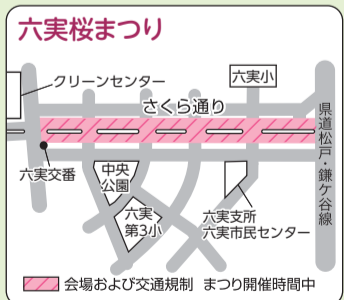 六実桜まつり
クリーンセンター
六実小
さくら通り
県道松戸・鎌ケ谷線
六実交番
中央
公園
六実
第3小
六実支所
六実市民センター
会場および交通規制 まつり開催時間中